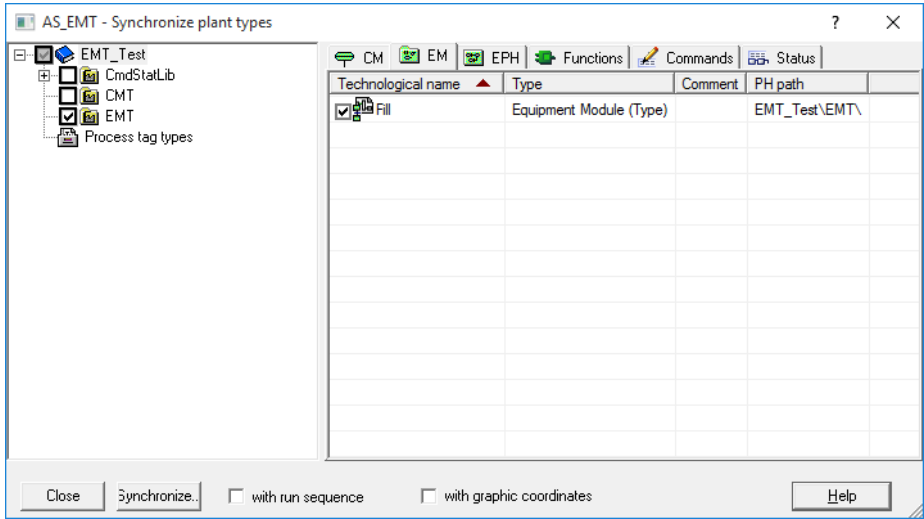 AS_EMT - Synchronize plant types ? X
EMT_Test
CmdStatLib
CMT
EMT
Process tag types
CM EM EPH Functions Commands Status
Technological name Type Comment PH path
Fill Equipment Module (Type) EMT_Test\EMT\
Close Synchronize.. with run sequence with graphic coordinates Help